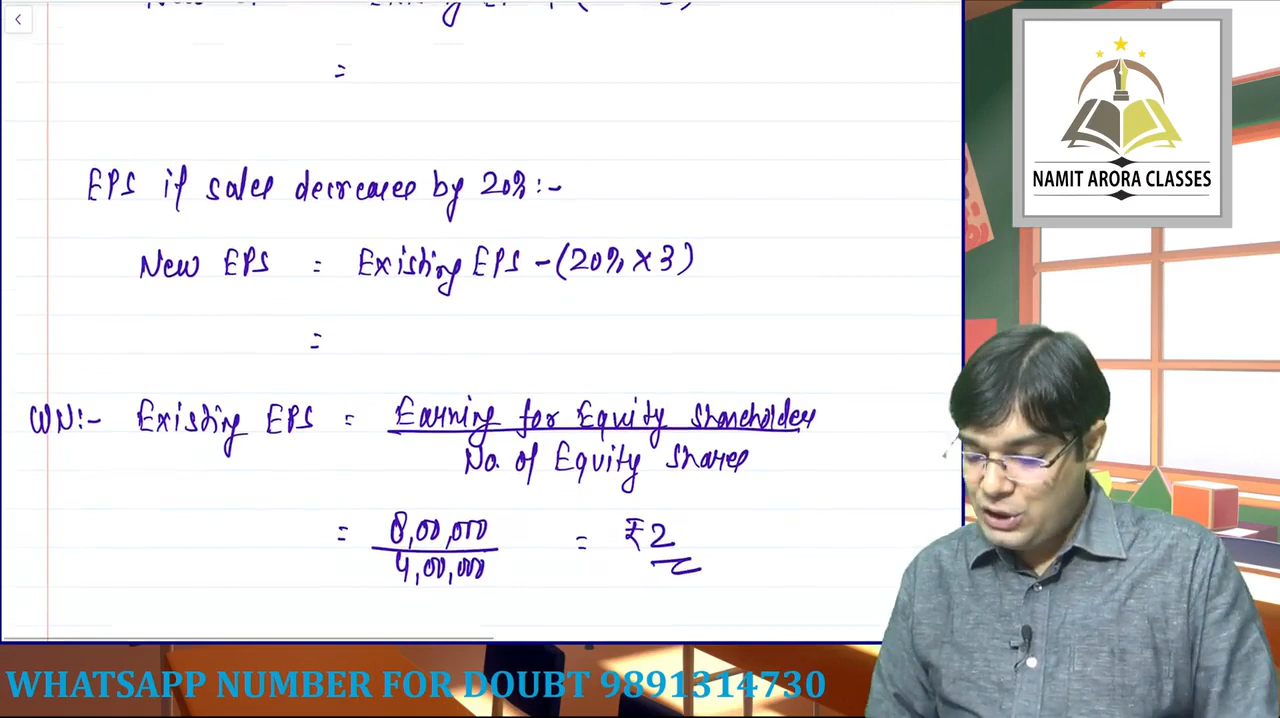 =
EPS if sales decreases by 20% :-
New EPS = Existing EPS - (20% × 3)
=
WN:- Existing EPS = Earning for Equity Shareholder
No. of Equity Shares
= 8,00,000 / 4,00,000 = ₹2
NAMIT ARORA CLASSES
WHATSAPP NUMBER FOR DOUBT 9891314730